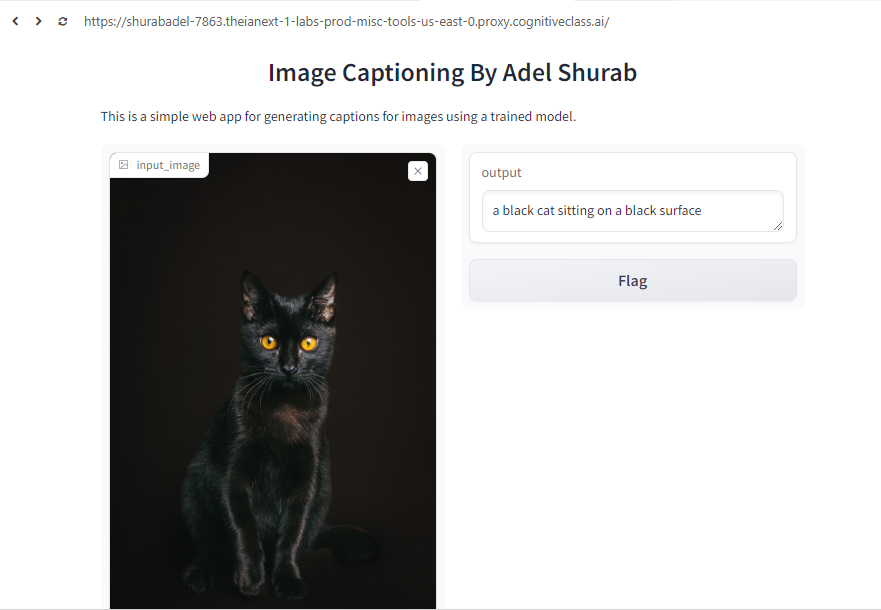 https://shurabadel-7863.theianext-1-labs-prod-misc-tools-us-east-0.proxy.cognitiveclass.ai/
Image Captioning By Adel Shurab
This is a simple web app for generating captions for images using a trained model.
input_image
output
a black cat sitting on a black surface
Flag